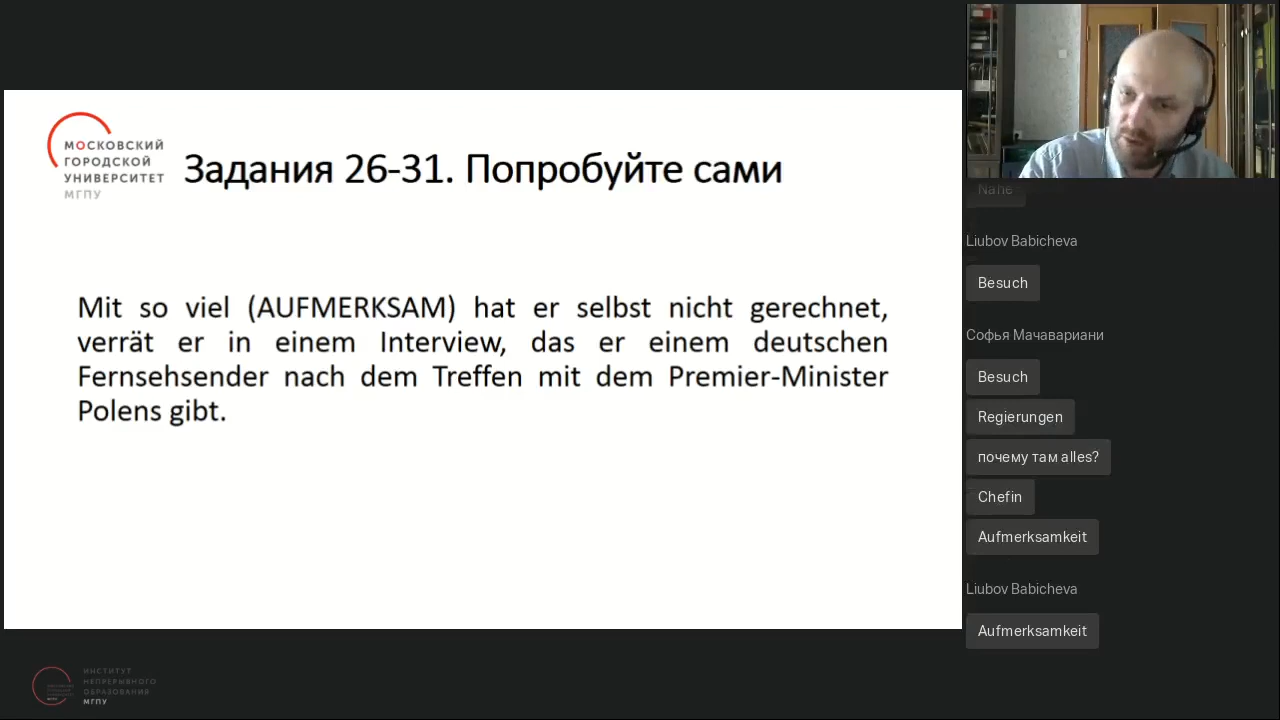 МОСКОВСКИЙ
ГОРОДСКОЙ
УНИВЕРСИТЕТ
МГПУ
Задания 26-31. Попробуйте сами
Mit so viel (AUFMERKSAM) hat er selbst nicht gerechnet,
verrät er in einem Interview, das er einem deutschen
Fernsehsender nach dem Treffen mit dem Premier-Minister
Polens gibt.
Nähe
Liubov Babicheva
Besuch
Софья Мачавариани
Besuch
Regierungen
почему там alles?
Chefin
Aufmerksamkeit
Liubov Babicheva
Aufmerksamkeit
ИНСТИТУТ
НЕПРЕРЫВНОГО
ОБРАЗОВАНИЯ
МГПУ